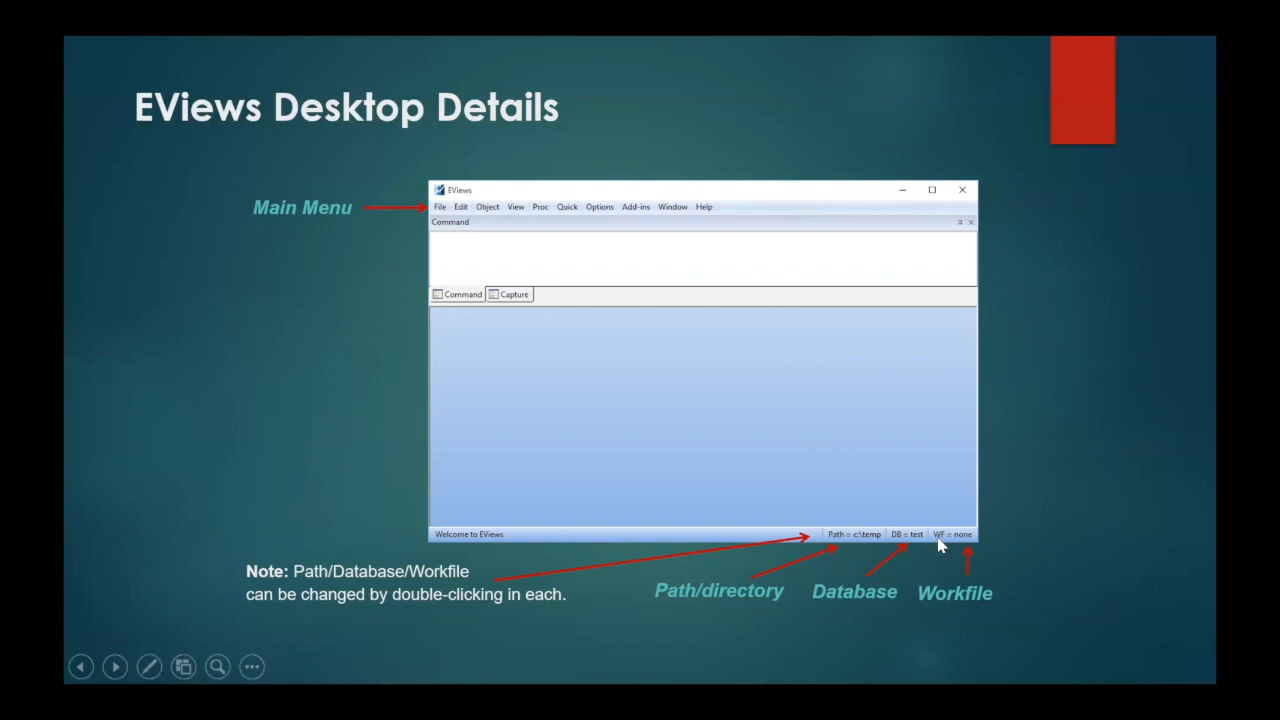 EViews Desktop Details
EViews
Main Menu
File Edit Object View Proc Quick Options Add-ins Window Help
Command
Command Capture
Welcome to EViews Path = c:\temp DB = test WF = none
Note: Path/Database/Workfile
can be changed by double-clicking in each.
Path/directory Database Workfile